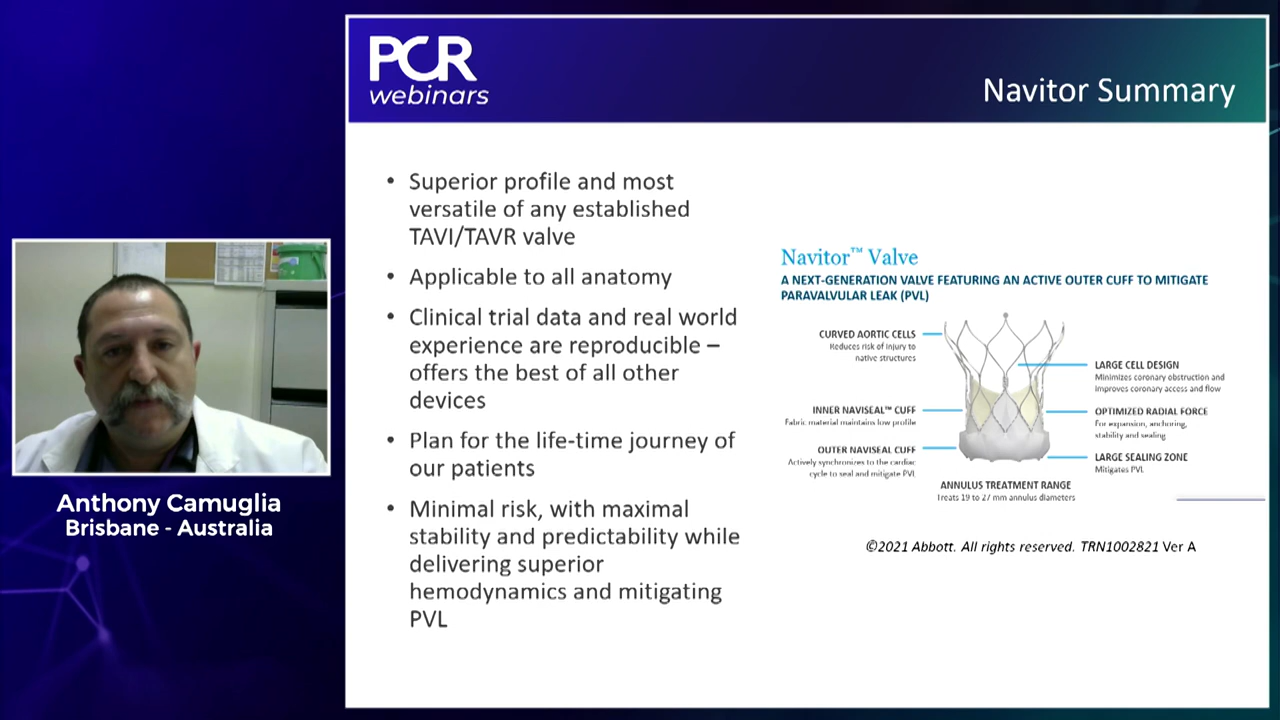 PCR
webinars
Navitor Summary
• Superior profile and most
versatile of any established
TAVI/TAVR valve
• Applicable to all anatomy
• Clinical trial data and real world
experience are reproducible –
offers the best of all other
devices
• Plan for the life-time journey of
our patients
• Minimal risk, with maximal
stability and predictability while
delivering superior
hemodynamics and mitigating
PVL
Navitor™ Valve
A NEXT-GENERATION VALVE FEATURING AN ACTIVE OUTER CUFF TO MITIGATE
PARAVALVULAR LEAK (PVL)
CURVED AORTIC CELLS
Reduces risk of injury to
native structures
INNER NAVISEAL™ CUFF
Fabric material maintains low profile
OUTER NAVISEAL CUFF
Actively synchronizes to the cardiac
cycle to seal and mitigate PVL
LARGE CELL DESIGN
Minimizes coronary obstruction and
improves coronary access and flow
OPTIMIZED RADIAL FORCE
For expansion, anchoring,
stability and sealing
LARGE SEALING ZONE
Mitigates PVL
ANNULUS TREATMENT RANGE
Treats 19 to 27 mm annulus diameters
©2021 Abbott. All rights reserved. TRN1002821 Ver A
Anthony Camuglia
Brisbane - Australia